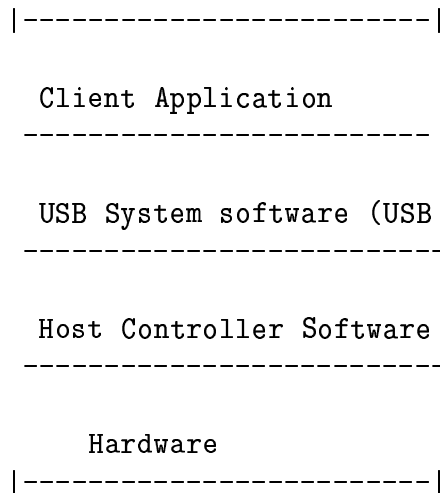 |-------------------------|
Client Application
-------------------------
USB System software (USB
--------------------------
Host Controller Software
--------------------------
Hardware
|-------------------------|